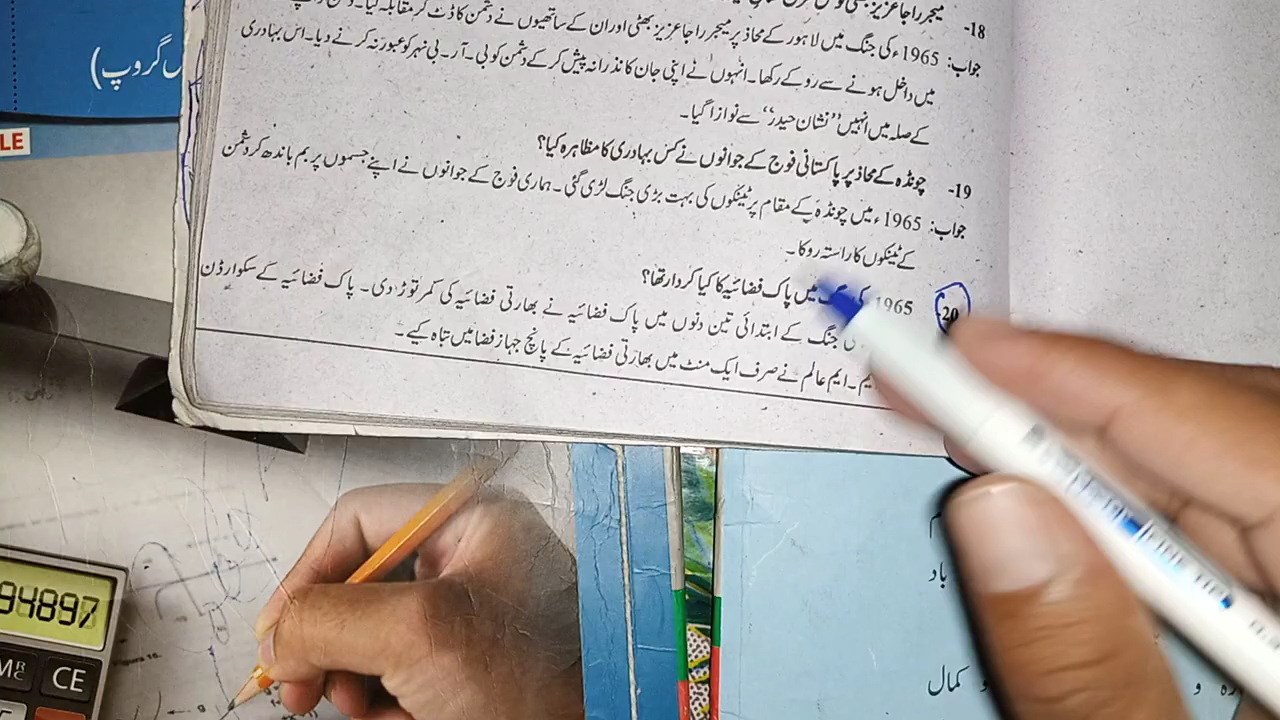 18- میجر راجا عزیز بھٹی
جواب: 1965ء کی جنگ میں لاہور کے محاذ پر میجر راجا عزیز بھٹی اور ان کے ساتھیوں نے دشمن کا ڈٹ کر مقابلہ کیا۔ دشمن
میں داخل ہونے سے روکے رکھا۔ انہوں نے اپنی جان کا نذرانہ پیش کر کے دشمن کو بی۔ آر۔ بی نہر کو عبور نہ کرنے دیا۔ اس بہادری
کے صلہ میں انہیں ’’نشان حیدر‘‘ سے نوازا گیا۔
19- چونڈہ کے محاذ پر پاکستانی فوج کے جوانوں نے کس بہادری کا مظاہرہ کیا؟
جواب: 1965ء میں چونڈہ کے مقام پر ٹینکوں کی بہت بڑی جنگ لڑی گئی۔ ہماری فوج کے جوانوں نے اپنے جسموں پر بم باندھ کر دشمن
کے ٹینکوں کا راستہ روکا۔
20- 1965 میں پاک فضائیہ کا کیا کردار تھا؟
جنگ کے ابتدائی تین دنوں میں پاک فضائیہ نے بھارتی فضائیہ کی کمر توڑ دی۔ پاک فضائیہ کے سکوارڈن
ایم عالم نے صرف ایک منٹ میں بھارتی فضائیہ کے پانچ جہاز فضا میں تباہ کیے۔
گروپ)
LE
94897
CE
باد
و کمال
و